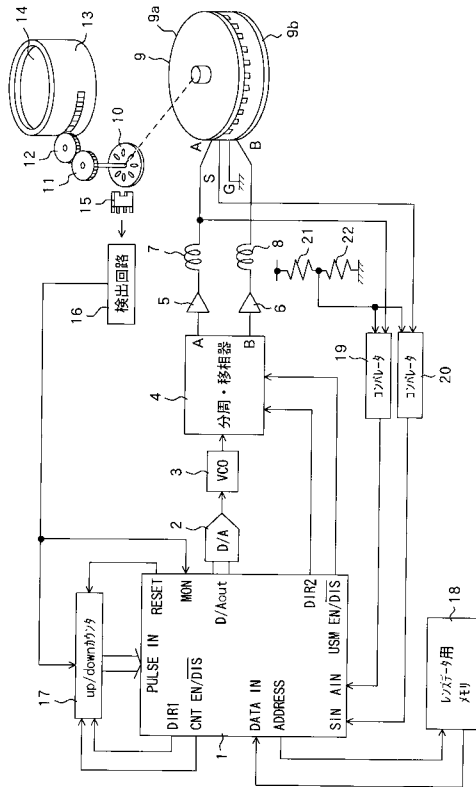 17
up/downカウンタ
PULSE IN
RESET
DIR1
CNT EN/DIS
MON
D/Aout
DATA IN
ADDRESS
DIR2
USM EN/DIS
SiN AIN
1
2
D/A
3
VCO
4
分周・移相器
A
B
5
6
7
8
16
検出回路
15
14
13
12
11
10
9
9a
9b
A
S
G
B
21
22
19
コンパレータ
20
コンパレータ
18
レンズデータ用
メモリ